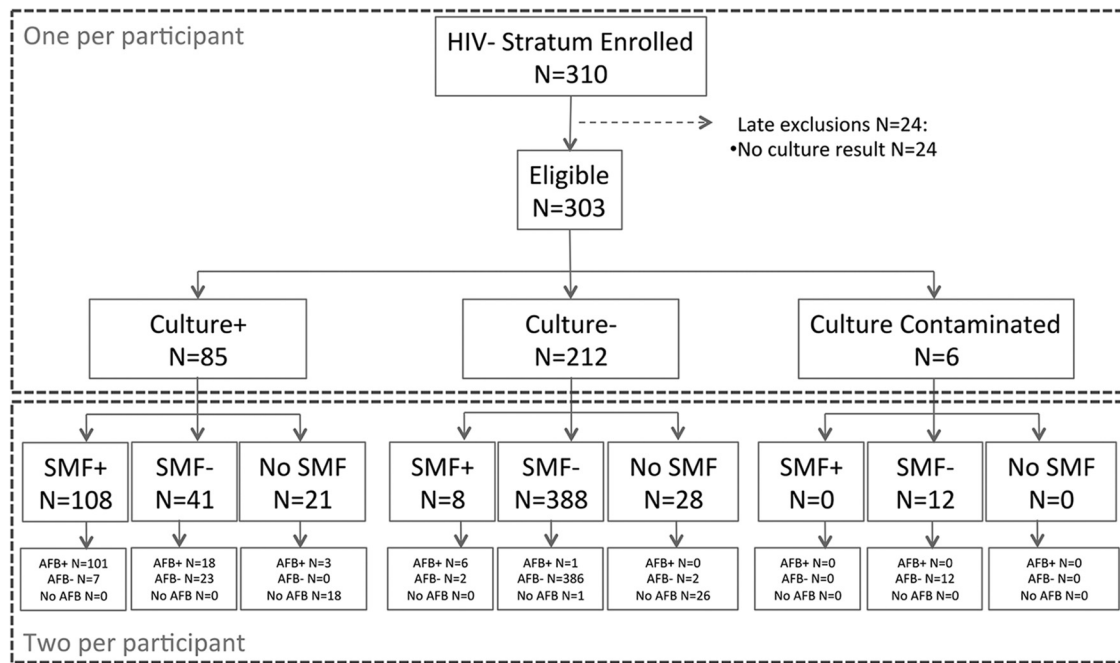 One per participant
HIV- Stratum Enrolled
N=310
Late exclusions N=24:
•No culture result N=24
Eligible
N=303
Culture+
N=85
Culture-
N=212
Culture Contaminated
N=6
SMF+
N=108
SMF-
N=41
No SMF
N=21
SMF+
N=8
SMF-
N=388
No SMF
N=28
SMF+
N=0
SMF-
N=12
No SMF
N=0
AFB+ N=101
AFB- N=7
No AFB N=0
AFB+ N=18
AFB- N=23
No AFB N=0
AFB+ N=3
AFB- N=0
No AFB N=18
AFB+ N=6
AFB- N=2
No AFB N=0
AFB+ N=1
AFB- N=386
No AFB N=1
AFB+ N=0
AFB- N=2
No AFB N=26
AFB+ N=0
AFB- N=0
No AFB N=0
AFB+ N=0
AFB- N=12
No AFB N=0
AFB+ N=0
AFB- N=0
No AFB N=0
Two per participant